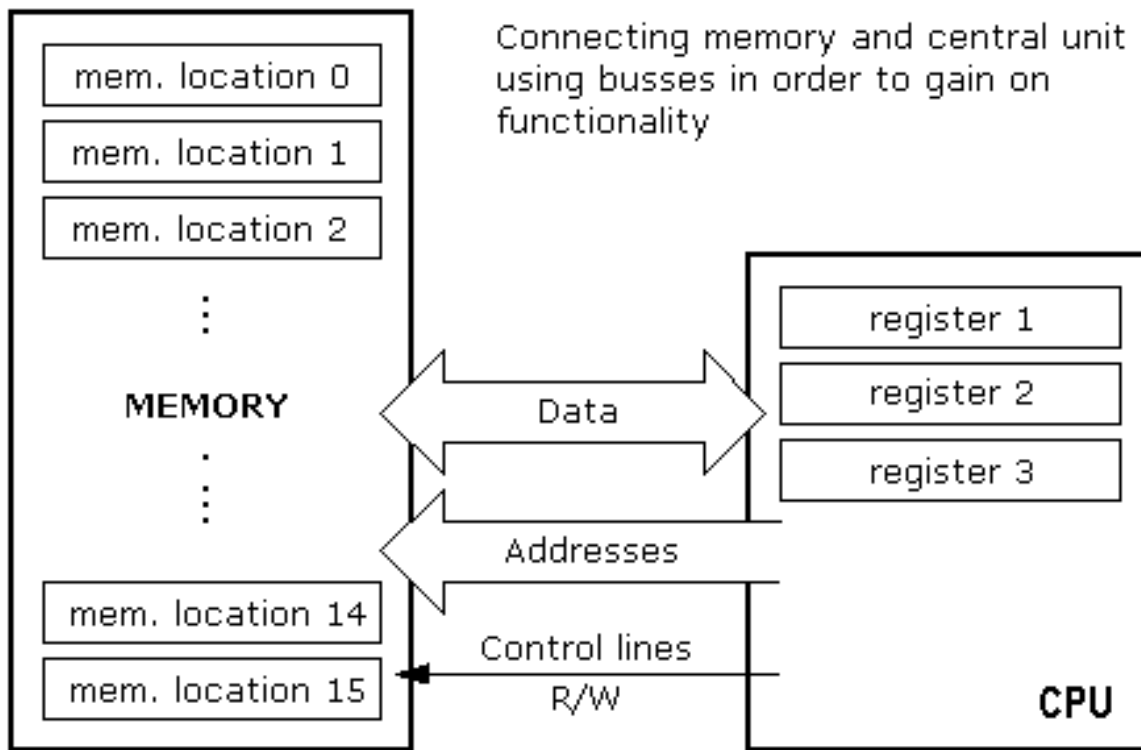 Connecting memory and central unit
using busses in order to gain on
functionality
mem. location 0
mem. location 1
mem. location 2
MEMORY
mem. location 14
mem. location 15
Data
Addresses
Control lines
R/W
register 1
register 2
register 3
CPU